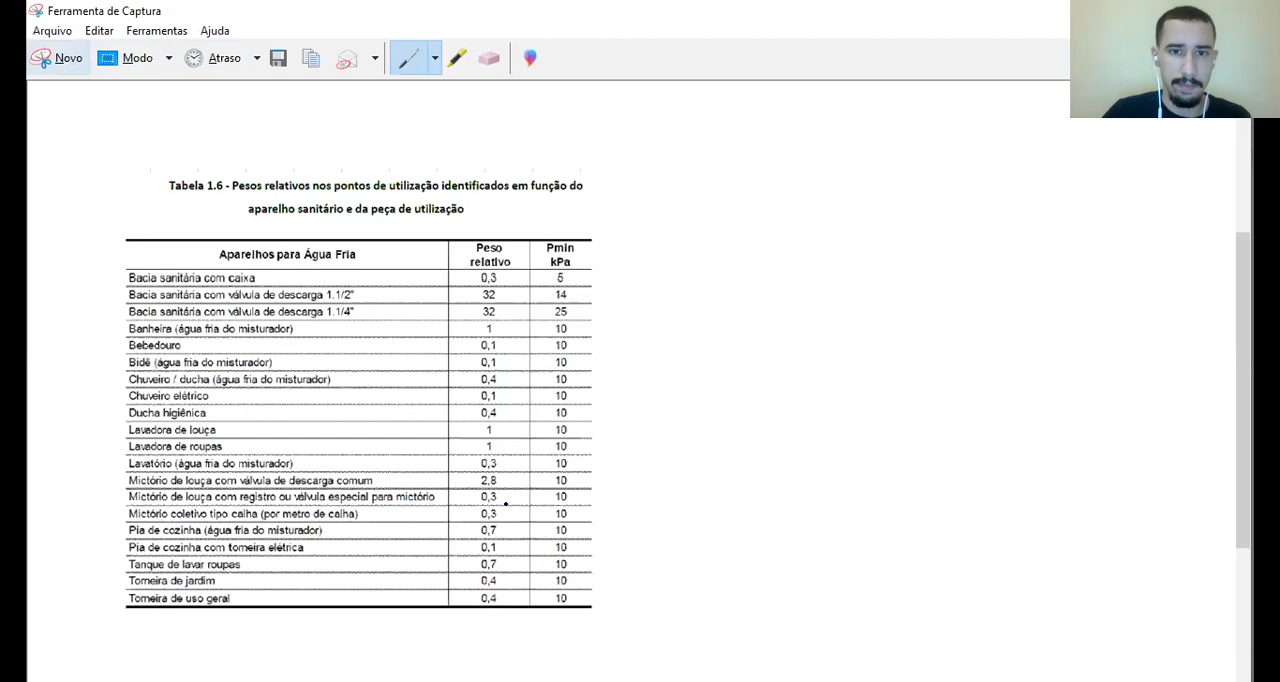 Ferramenta de Captura
Arquivo Editar Ferramentas Ajuda
Novo Modo Atraso
Tabela 1.6 - Pesos relativos nos pontos de utilização identificados em função do
aparelho sanitário e da peça de utilização
Aparelhos para Água Fria Peso relativo Pmin kPa
Bacia sanitária com caixa 0,3 5
Bacia sanitária com válvula de descarga 1.1/2" 32 14
Bacia sanitária com válvula de descarga 1.1/4" 32 25
Banheira (água fria do misturador) 1 10
Bebedouro 0,1 10
Bidê (água fria do misturador) 0,1 10
Chuveiro / ducha (água fria do misturador) 0,4 10
Chuveiro elétrico 0,1 10
Ducha higiênica 0,4 10
Lavadora de louça 1 10
Lavadora de roupas 1 10
Lavatório (água fria do misturador) 0,3 10
Mictório de louça com válvula de descarga comum 2,8 10
Mictório de louça com registro ou válvula especial para mictório 0,3 10
Mictório coletivo tipo calha (por metro de calha) 0,3 10
Pia de cozinha (água fria do misturador) 0,7 10
Pia de cozinha com torneira elétrica 0,1 10
Tanque de lavar roupas 0,7 10
Torneira de jardim 0,4 10
Torneira de uso geral 0,4 10